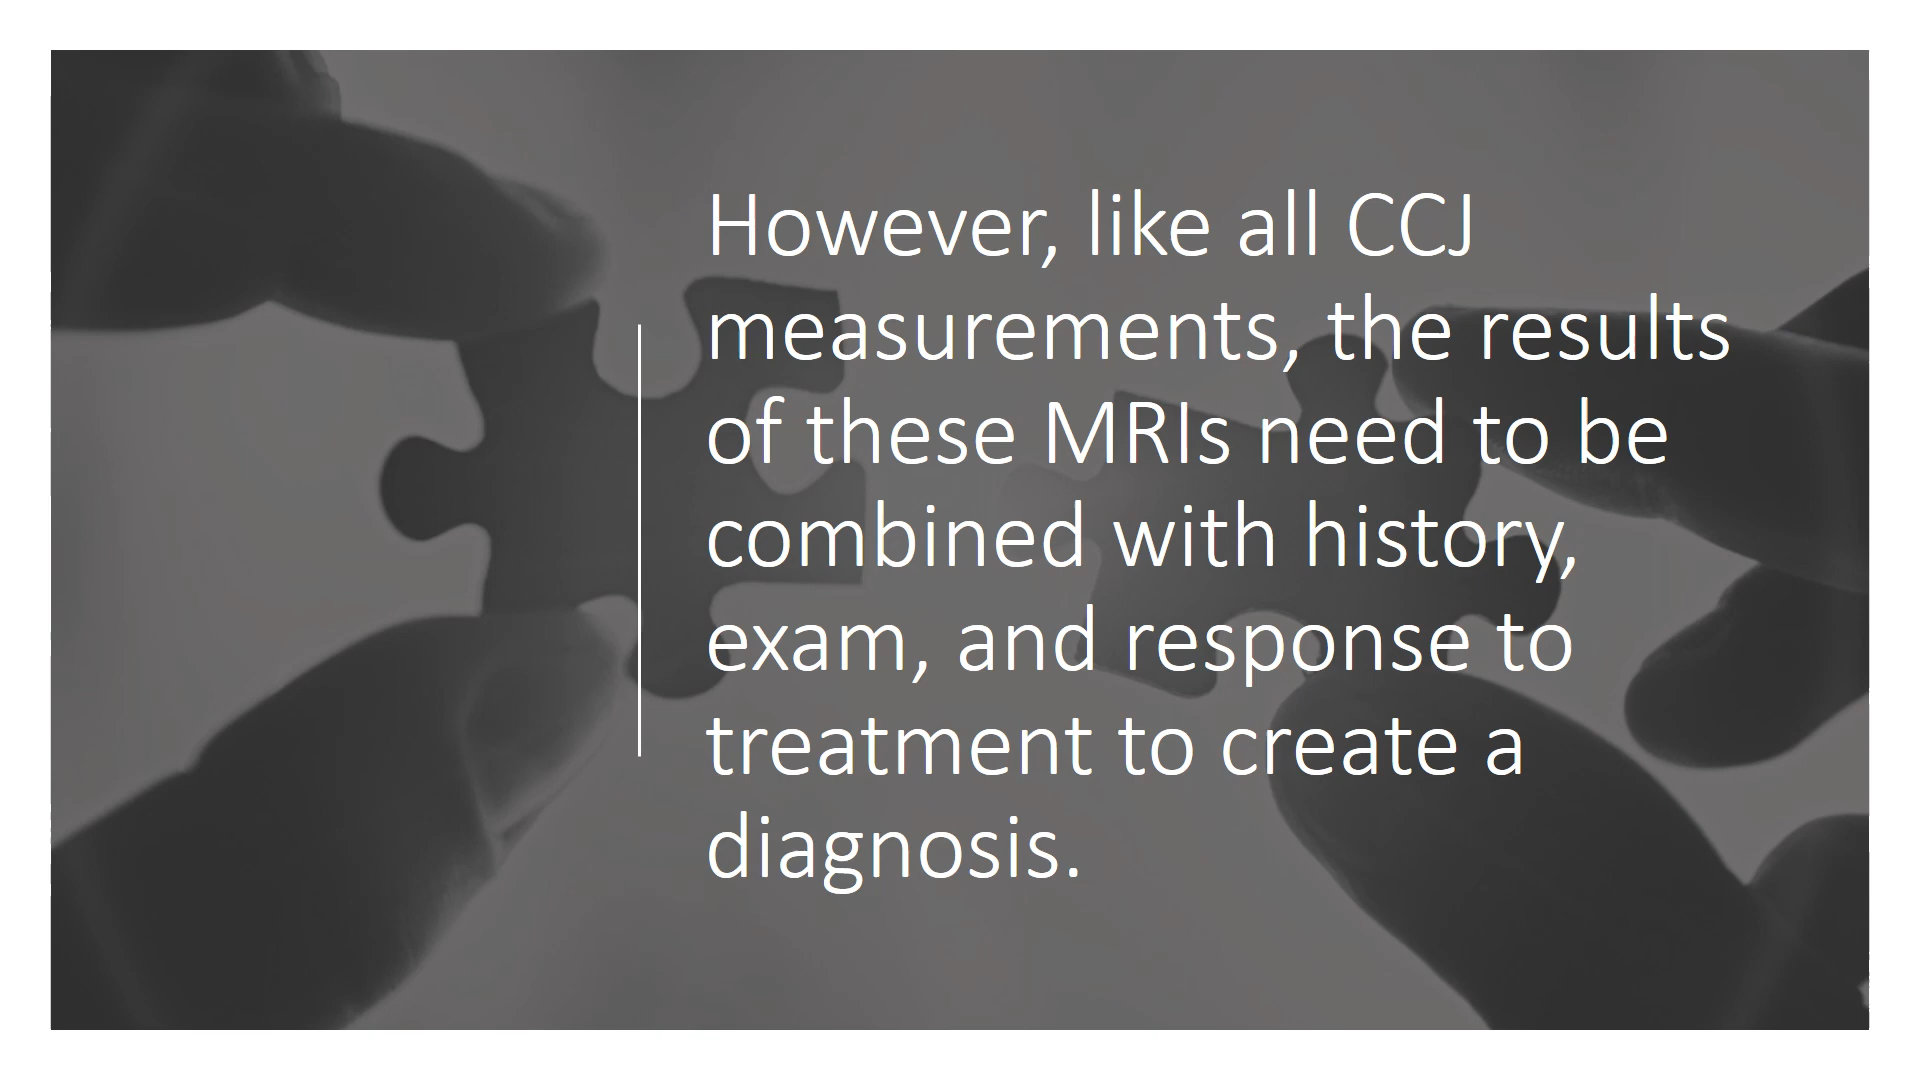 However, like all CCJ
measurements, the results
of these MRIs need to be
combined with history,
exam, and response to
treatment to create a
diagnosis.